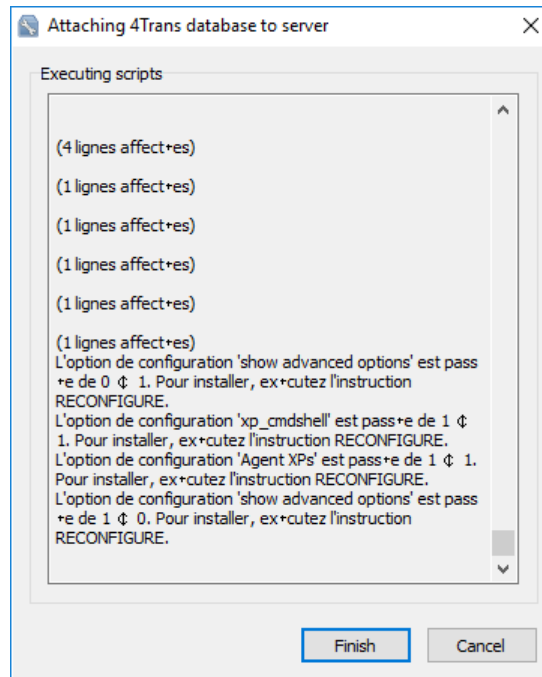 Attaching 4Trans database to server
Executing scripts
(4 lignes affect+es)
(1 lignes affect+es)
(1 lignes affect+es)
(1 lignes affect+es)
(1 lignes affect+es)
(1 lignes affect+es)
L'option de configuration 'show advanced options' est pass
+e de 0 ¢ 1. Pour installer, ex+cutez l'instruction
RECONFIGURE.
L'option de configuration 'xp_cmdshell' est pass+e de 1 ¢
1. Pour installer, ex+cutez l'instruction RECONFIGURE.
L'option de configuration 'Agent XPs' est pass+e de 1 ¢ 1.
Pour installer, ex+cutez l'instruction RECONFIGURE.
L'option de configuration 'show advanced options' est pass
+e de 1 ¢ 0. Pour installer, ex+cutez l'instruction
RECONFIGURE.
Finish
Cancel